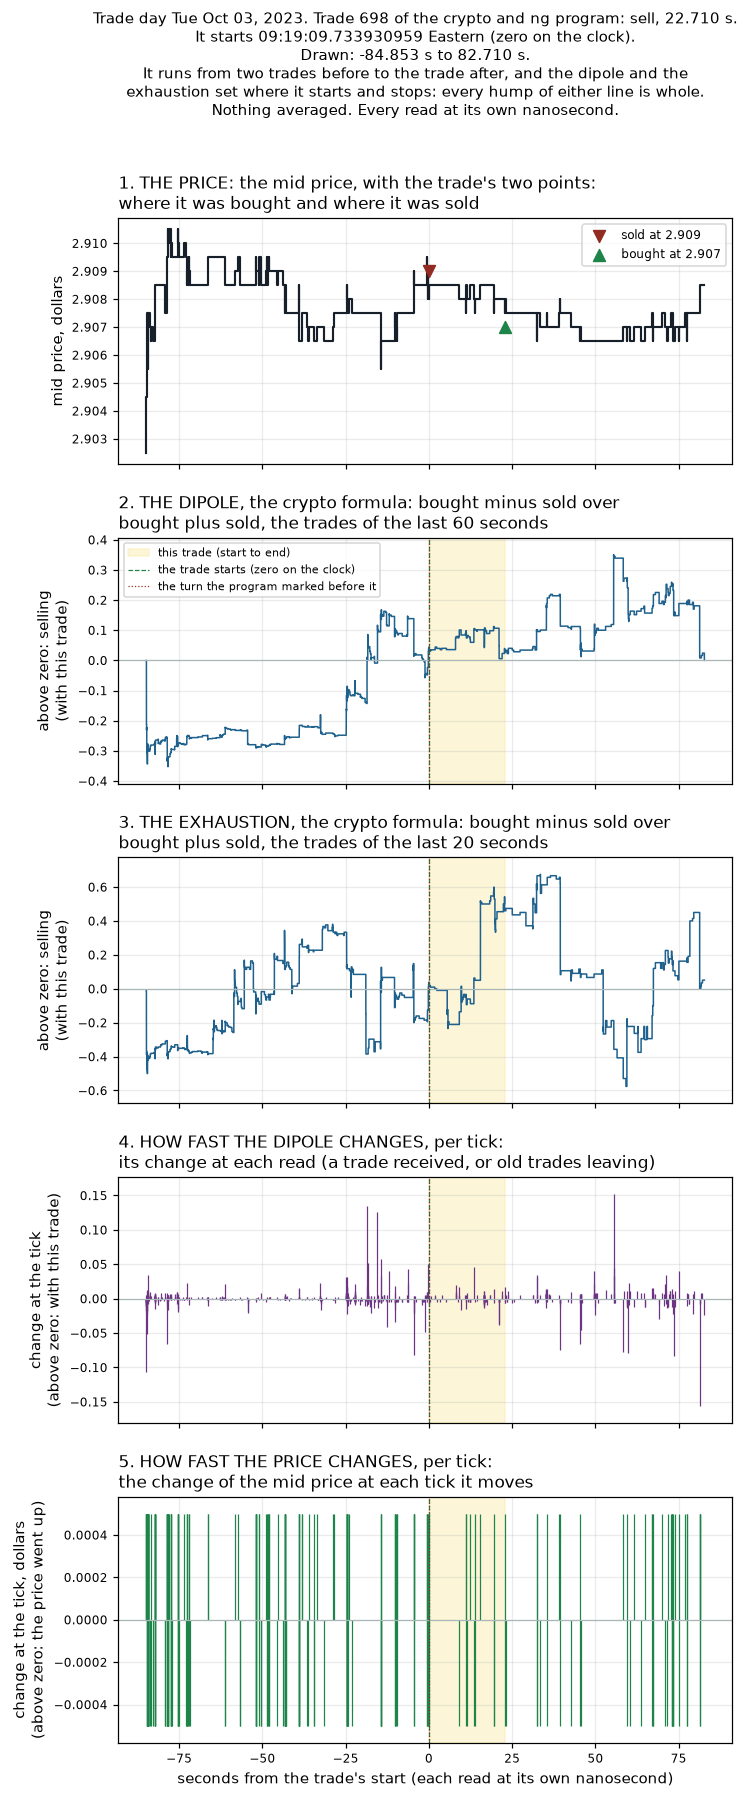 Trade day Tue Oct 03, 2023. Trade 698 of the crypto and ng program: sell, 22.710 s.
It starts 09:19:09.733930959 Eastern (zero on the clock).
Drawn: -84.853 s to 82.710 s.
It runs from two trades before to the trade after, and the dipole and the
exhaustion set where it starts and stops: every hump of either line is whole.
Nothing averaged. Every read at its own nanosecond.
1. THE PRICE: the mid price, with the trade's two points:
where it was bought and where it was sold
mid price, dollars
2.910
2.909
2.908
2.907
2.906
2.905
2.904
2.903
sold at 2.909
bought at 2.907
2. THE DIPOLE, the crypto formula: bought minus sold over
bought plus sold, the trades of the last 60 seconds
above zero: selling
(with this trade)
0.4
0.3
0.2
0.1
0.0
−0.1
−0.2
−0.3
−0.4
this trade (start to end)
the trade starts (zero on the clock)
the turn the program marked before it
3. THE EXHAUSTION, the crypto formula: bought minus sold over
bought plus sold, the trades of the last 20 seconds
above zero: selling
(with this trade)
0.6
0.4
0.2
0.0
−0.2
−0.4
−0.6
4. HOW FAST THE DIPOLE CHANGES, per tick:
its change at each read (a trade received, or old trades leaving)
change at the tick
(above zero: with this trade)
0.15
0.10
0.05
0.00
−0.05
−0.10
−0.15
5. HOW FAST THE PRICE CHANGES, per tick:
the change of the mid price at each tick it moves
change at the tick, dollars
(above zero: the price went up)
0.0004
0.0002
0.0000
−0.0002
−0.0004
−75
−50
−25
0
25
50
75
seconds from the trade's start (each read at its own nanosecond)